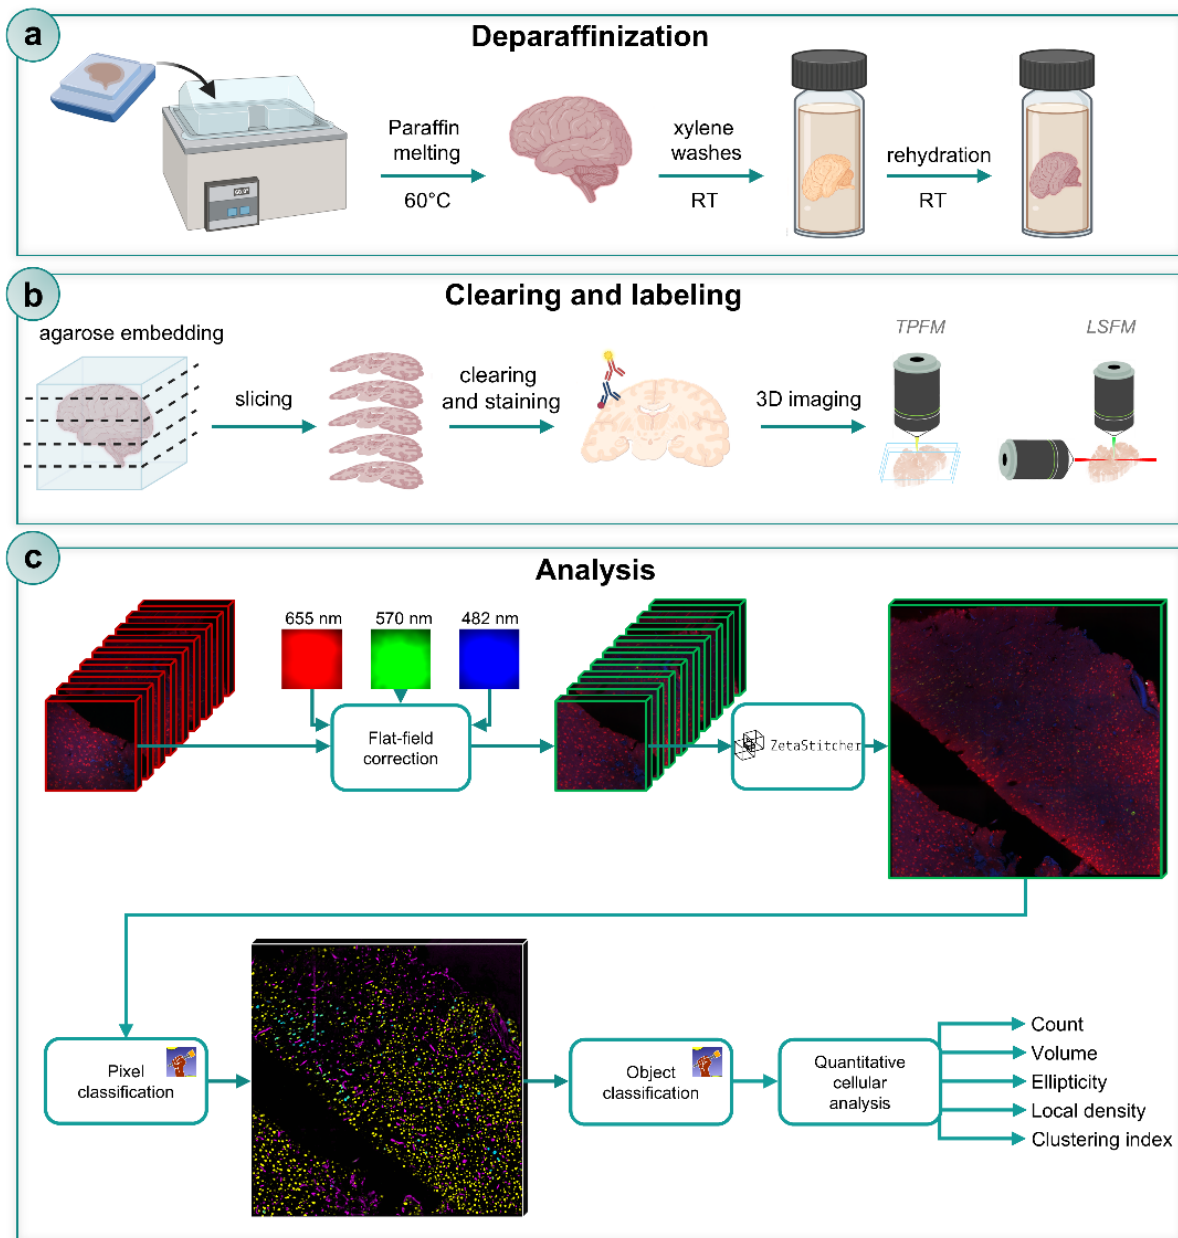 a
Deparaffinization
Paraffin
melting
60°C
xylene
washes
RT
rehydration
RT
b
Clearing and labeling
agarose embedding
slicing
clearing
and staining
3D imaging
TPFM
LSFM
c
Analysis
655 nm
570 nm
482 nm
Flat-field
correction
ZetaStitcher
Pixel
classification
Object
classification
Quantitative
cellular
analysis
Count
Volume
Ellipticity
Local density
Clustering index